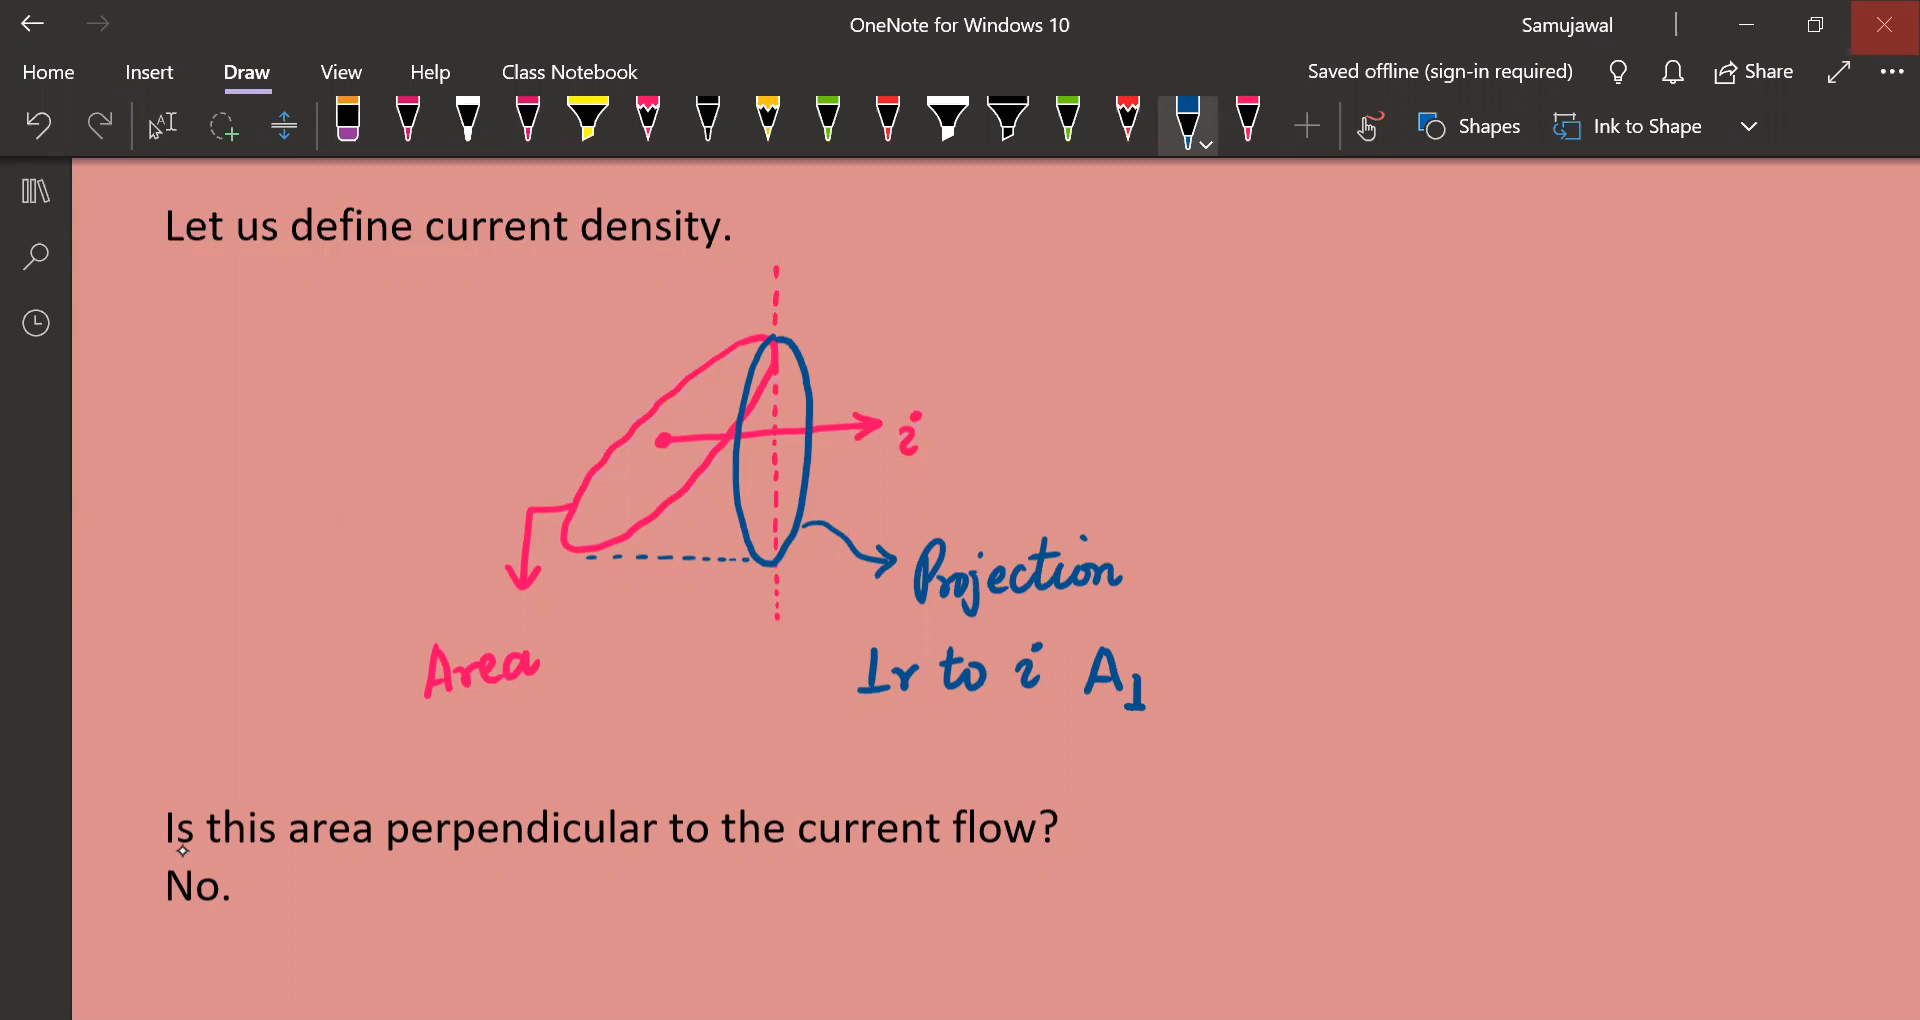 OneNote for Windows 10
Samujawal
Home Insert Draw View Help Class Notebook
Saved offline (sign-in required) Share
Shapes Ink to Shape
Let us define current density.
i
Projection
Area
⊥r to i A⊥
Is this area perpendicular to the current flow?
No.